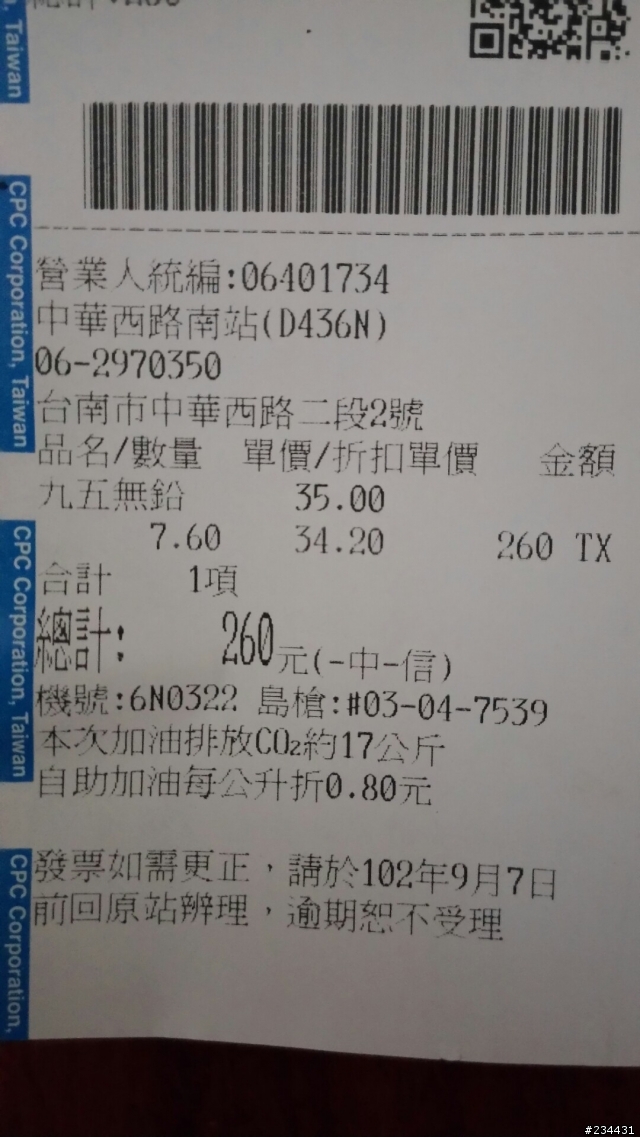 營業人統編:06401734
中華西路南站(D436N)
06-2970350
台南市中華西路二段2號
品名/數量 單價/折扣單價 金額
九五無鉛 35.00
7.60 34.20 260 TX
合計 1項
總計: 260元(-中-信)
機號:6N0322 島槍:#03-04-7539
本次加油排放CO₂約17公斤
自助加油每公升折0.80元
發票如需更正，請於102年9月7日
前回原站辦理，逾期恕不受理
, Taiwan
CPC Corporation, Taiwan
CPC Corporation, Taiwan
CPC Corporation,
#234431